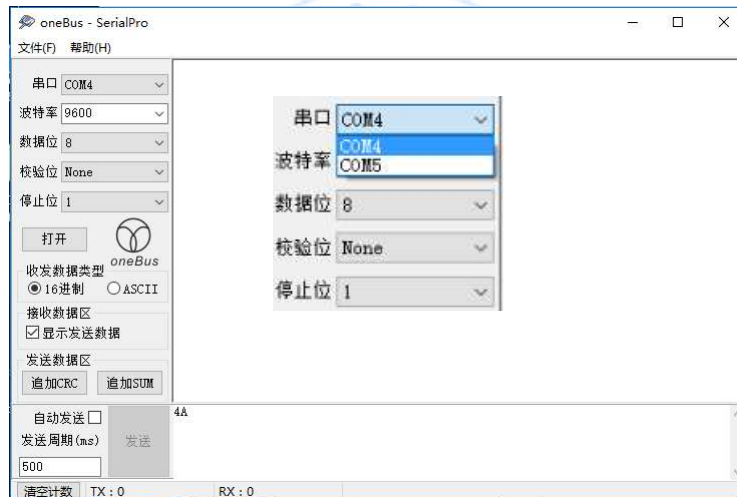 oneBus - SerialPro
文件(F) 帮助(H)
串口 COM4
波特率 9600
数据位 8
校验位 None
停止位 1
打开
oneBus
收发数据类型
16进制 ASCII
接收数据区
显示发送数据
发送数据区
追加CRC 追加SUM
串口 COM4
COM4
波特率 COM5
数据位 8
校验位 None
停止位 1
自动发送
发送周期(ms)
500
发送
4A
清空计数 TX : 0 RX : 0